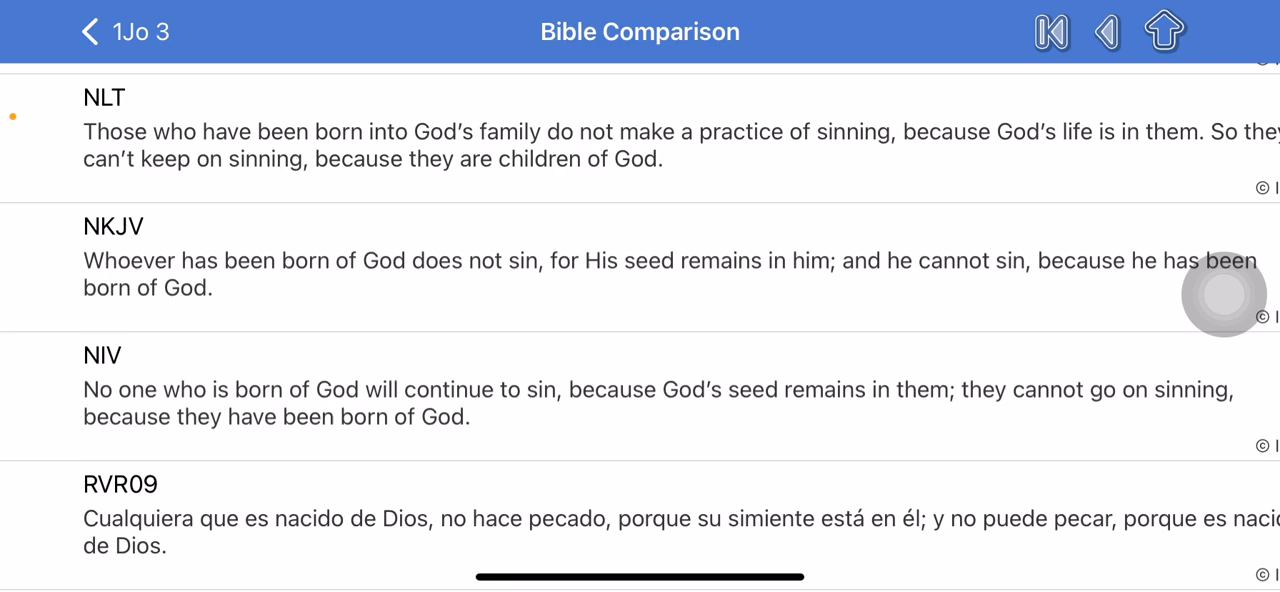 1Jo 3
Bible Comparison
NLT
Those who have been born into God’s family do not make a practice of sinning, because God’s life is in them. So they
can’t keep on sinning, because they are children of God.
©
NKJV
Whoever has been born of God does not sin, for His seed remains in him; and he cannot sin, because he has been
born of God.
©
NIV
No one who is born of God will continue to sin, because God’s seed remains in them; they cannot go on sinning,
because they have been born of God.
©
RVR09
Cualquiera que es nacido de Dios, no hace pecado, porque su simiente está en él; y no puede pecar, porque es
de Dios.
©